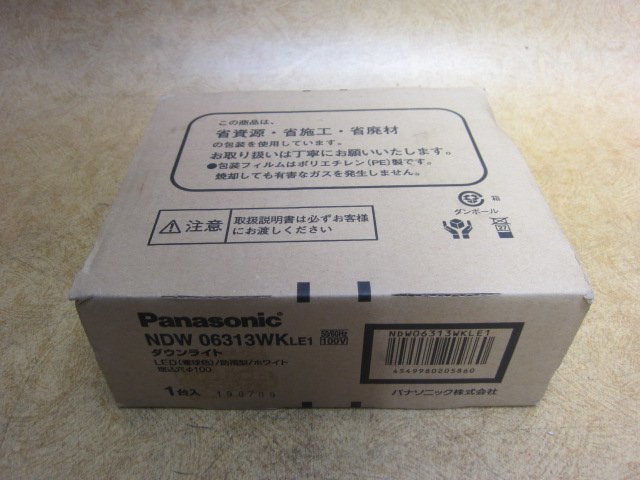 この商品は、
省資源・省施工・省廃材
の包装を使用しています。
お取り扱いは丁寧にお願いいたします。
●包装フィルムはポリエチレン(PE)製です。
焼却しても有害なガスを発生しません。
箱
ダンボール
注意
取扱説明書は必ずお客様
にお渡しください
Panasonic
NDW 06313WKLE1
50/60Hz
100V
ダウンライト
LED(電球色)/防雨型/ホワイト
埋込穴φ100
1台入
NDW06313WKLE1
4549980205860
パナソニック株式会社